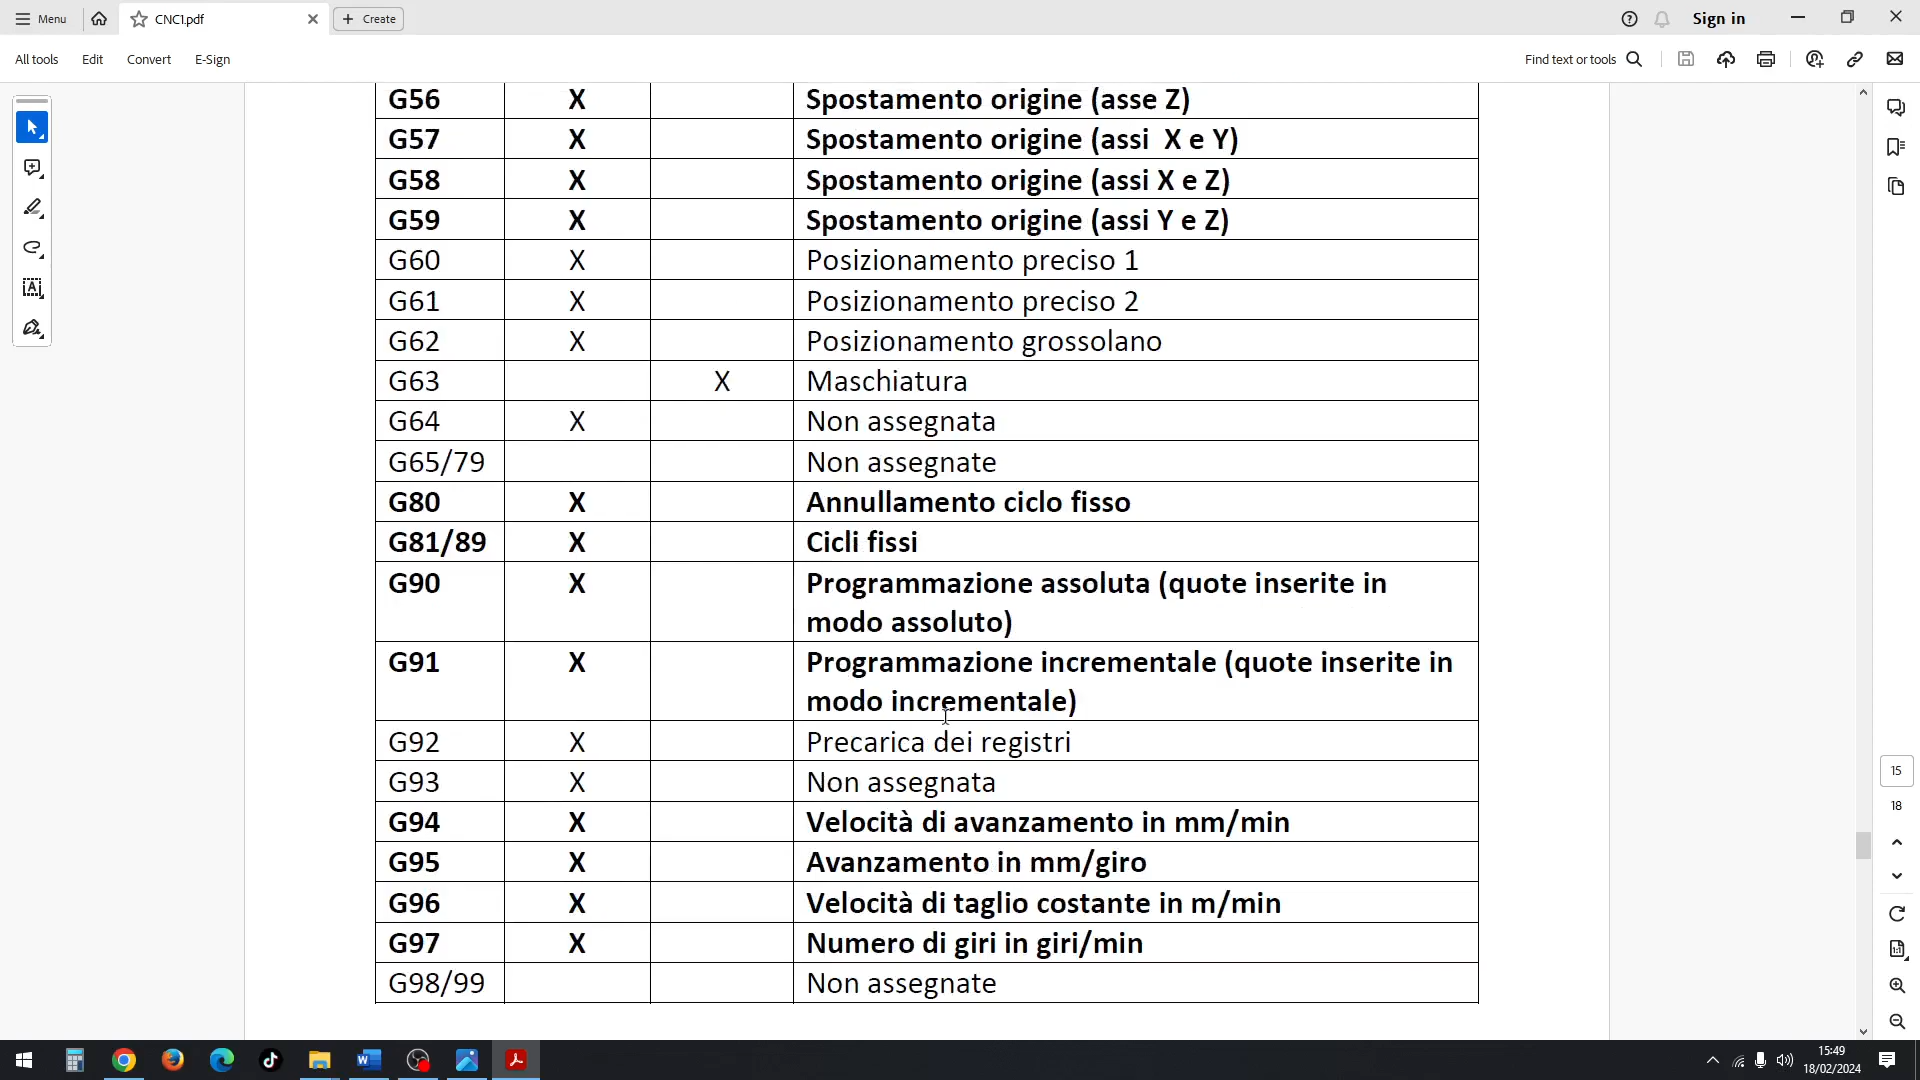 Menu
CNC1.pdf
Create
Sign in
All tools
Edit
Convert
E-Sign
Find text or tools
G56 X Spostamento origine (asse Z)
G57 X Spostamento origine (assi X e Y)
G58 X Spostamento origine (assi X e Z)
G59 X Spostamento origine (assi Y e Z)
G60 X Posizionamento preciso 1
G61 X Posizionamento preciso 2
G62 X Posizionamento grossolano
G63 X Maschiatura
G64 X Non assegnata
G65/79 Non assegnate
G80 X Annullamento ciclo fisso
G81/89 X Cicli fissi
G90 X Programmazione assoluta (quote inserite in
modo assoluto)
G91 X Programmazione incrementale (quote inserite in
modo incrementale)
G92 X Precarica dei registri
G93 X Non assegnata
G94 X Velocità di avanzamento in mm/min
G95 X Avanzamento in mm/giro
G96 X Velocità di taglio costante in m/min
G97 X Numero di giri in giri/min
G98/99 Non assegnate
15
18
15:49
18/02/2024